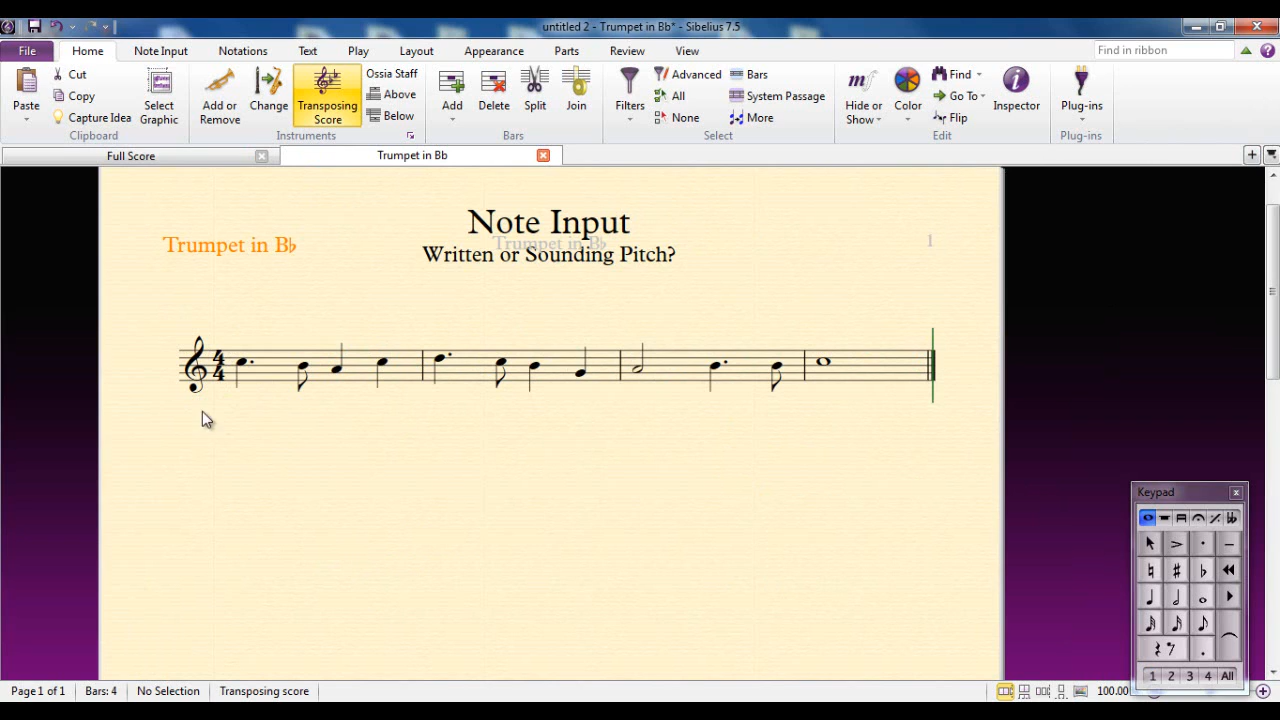 untitled 2 - Trumpet in Bb* - Sibelius 7.5
File Home Note Input Notations Text Play Layout Appearance Parts Review View Find in ribbon
Paste
Cut
Copy
Capture Idea
Select Graphic
Clipboard
Add or Remove
Change
Transposing Score
Ossia Staff
Above
Below
Instruments
Add
Delete
Split
Join
Bars
Filters
Advanced
All
None
Bars
System Passage
More
Select
Hide or Show
Color
Find
Go To
Flip
Inspector
Edit
Plug-ins
Plug-ins
Full Score
Trumpet in Bb
Note Input
Trumpet in B♭
Trumpet in B♭
1
Written or Sounding Pitch?
4
4
Keypad
1 2 3 4 All
Page 1 of 1 Bars: 4 No Selection Transposing score 100.00